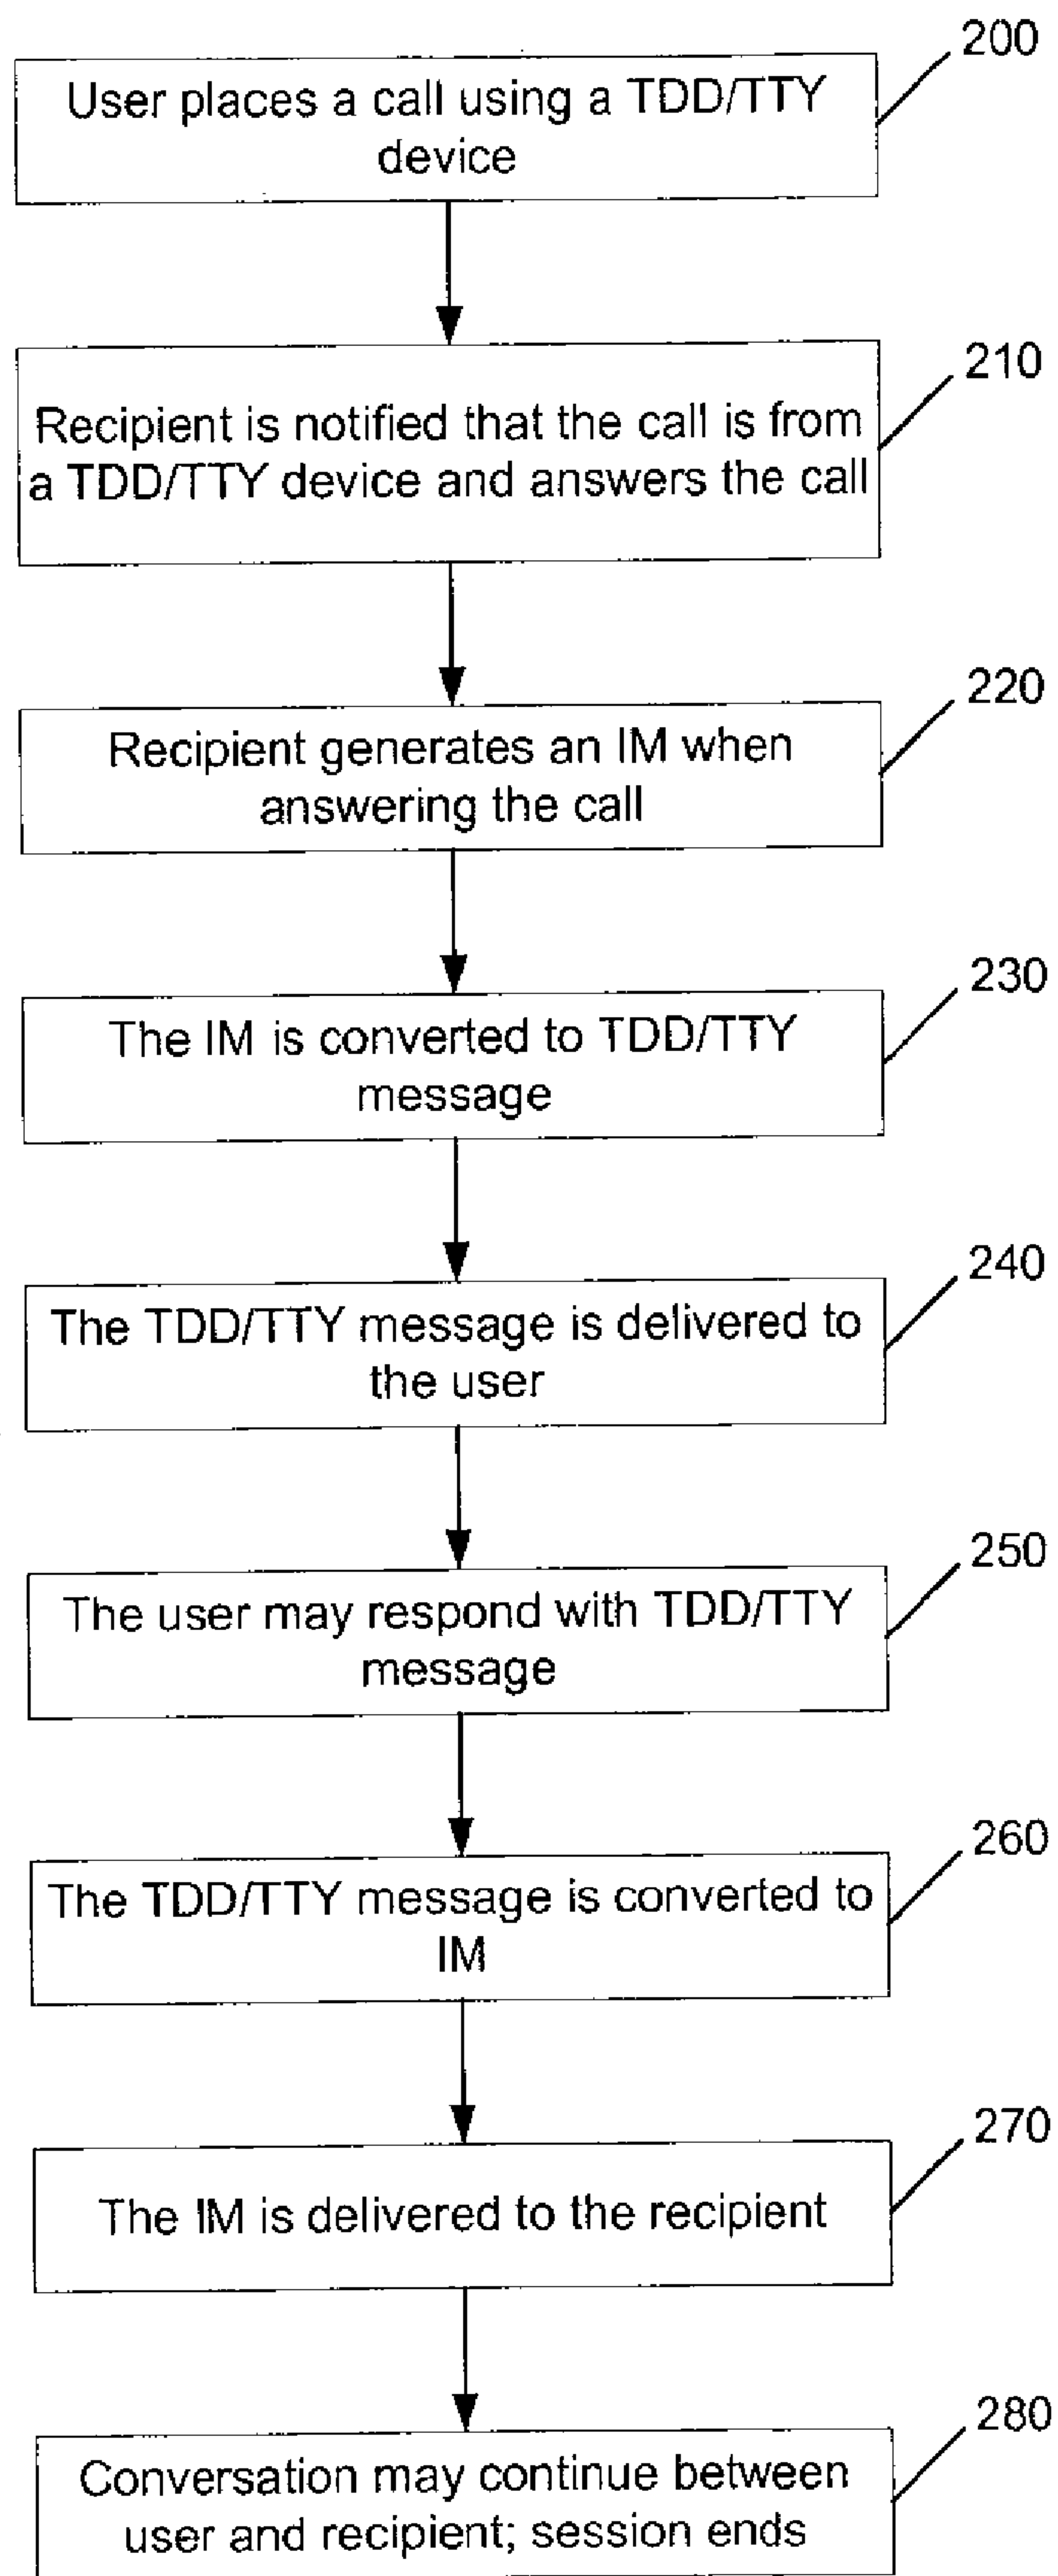 200
User places a call using a TDD/TTY
device
210
Recipient is notified that the call is from
a TDD/TTY device and answers the call
220
Recipient generates an IM when
answering the call
230
The IM is converted to TDD/TTY
message
240
The TDD/TTY message is delivered to
the user
250
The user may respond with TDD/TTY
message
260
The TDD/TTY message is converted to
IM
270
The IM is delivered to the recipient
280
Conversation may continue between
user and recipient; session ends